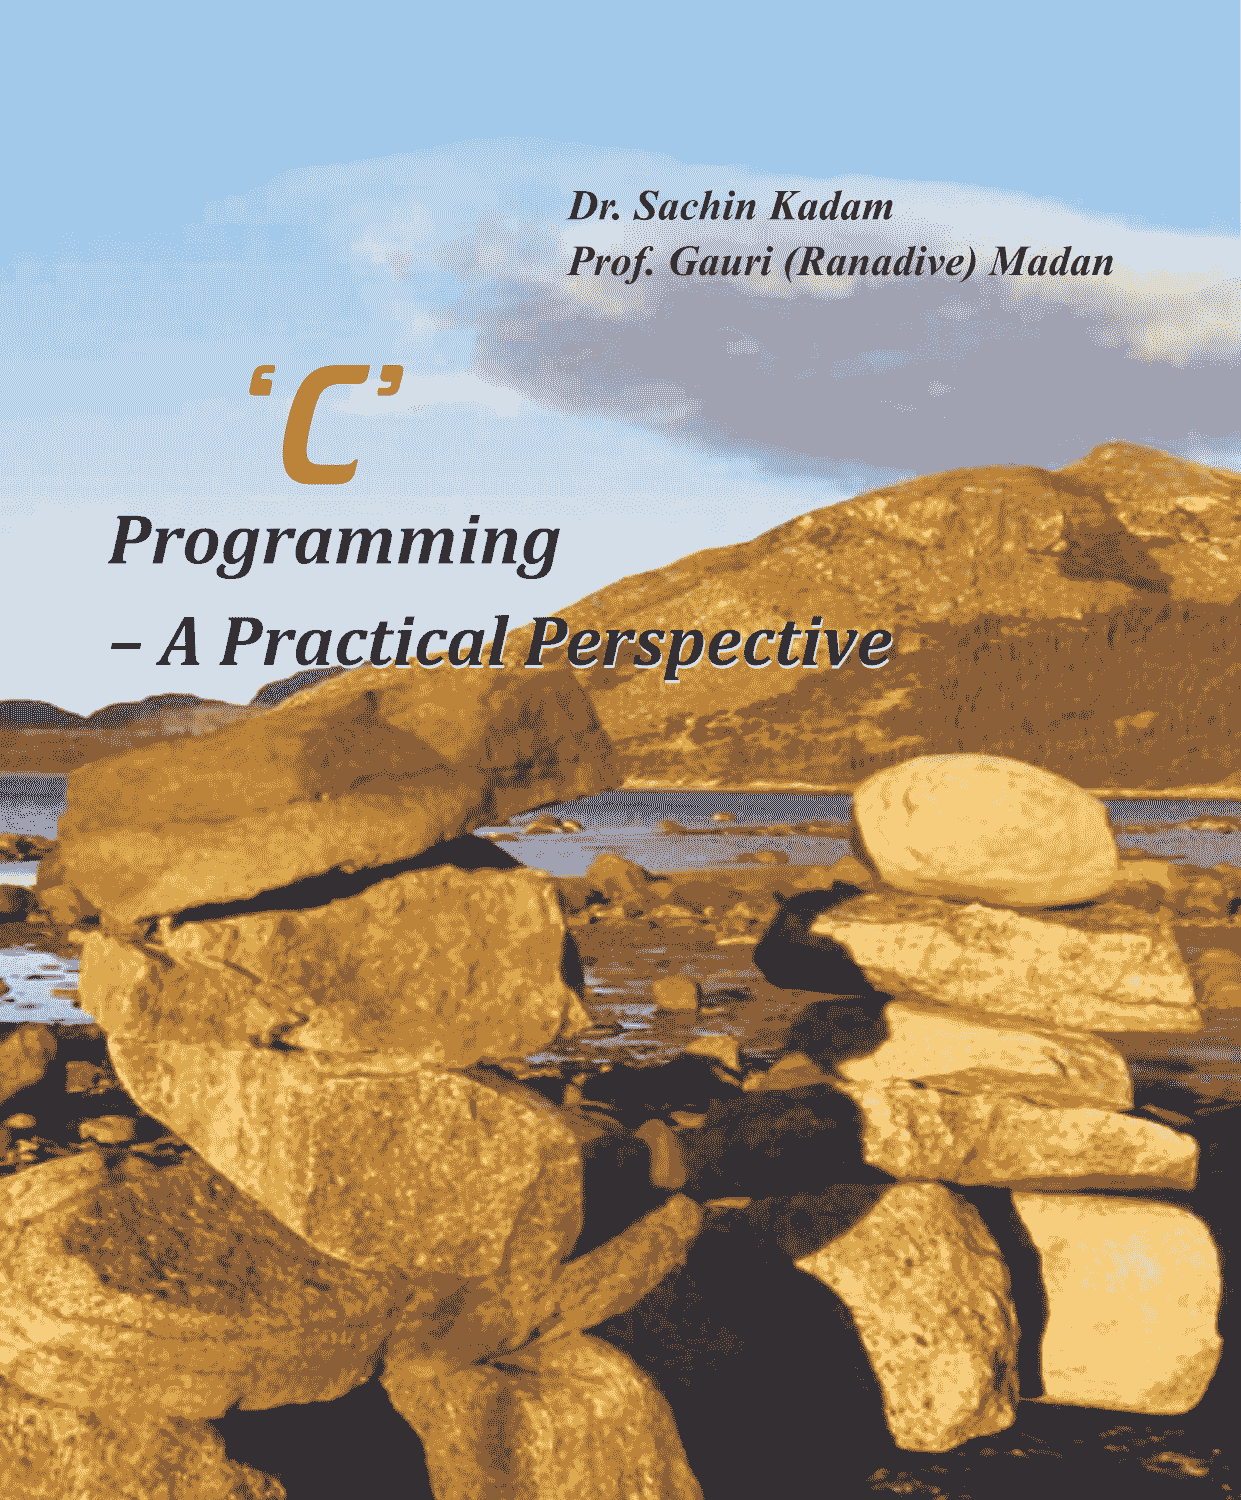 Dr. Sachin Kadam
Prof. Gauri (Ranadive) Madan
‘C’
Programming
– A Practical Perspective